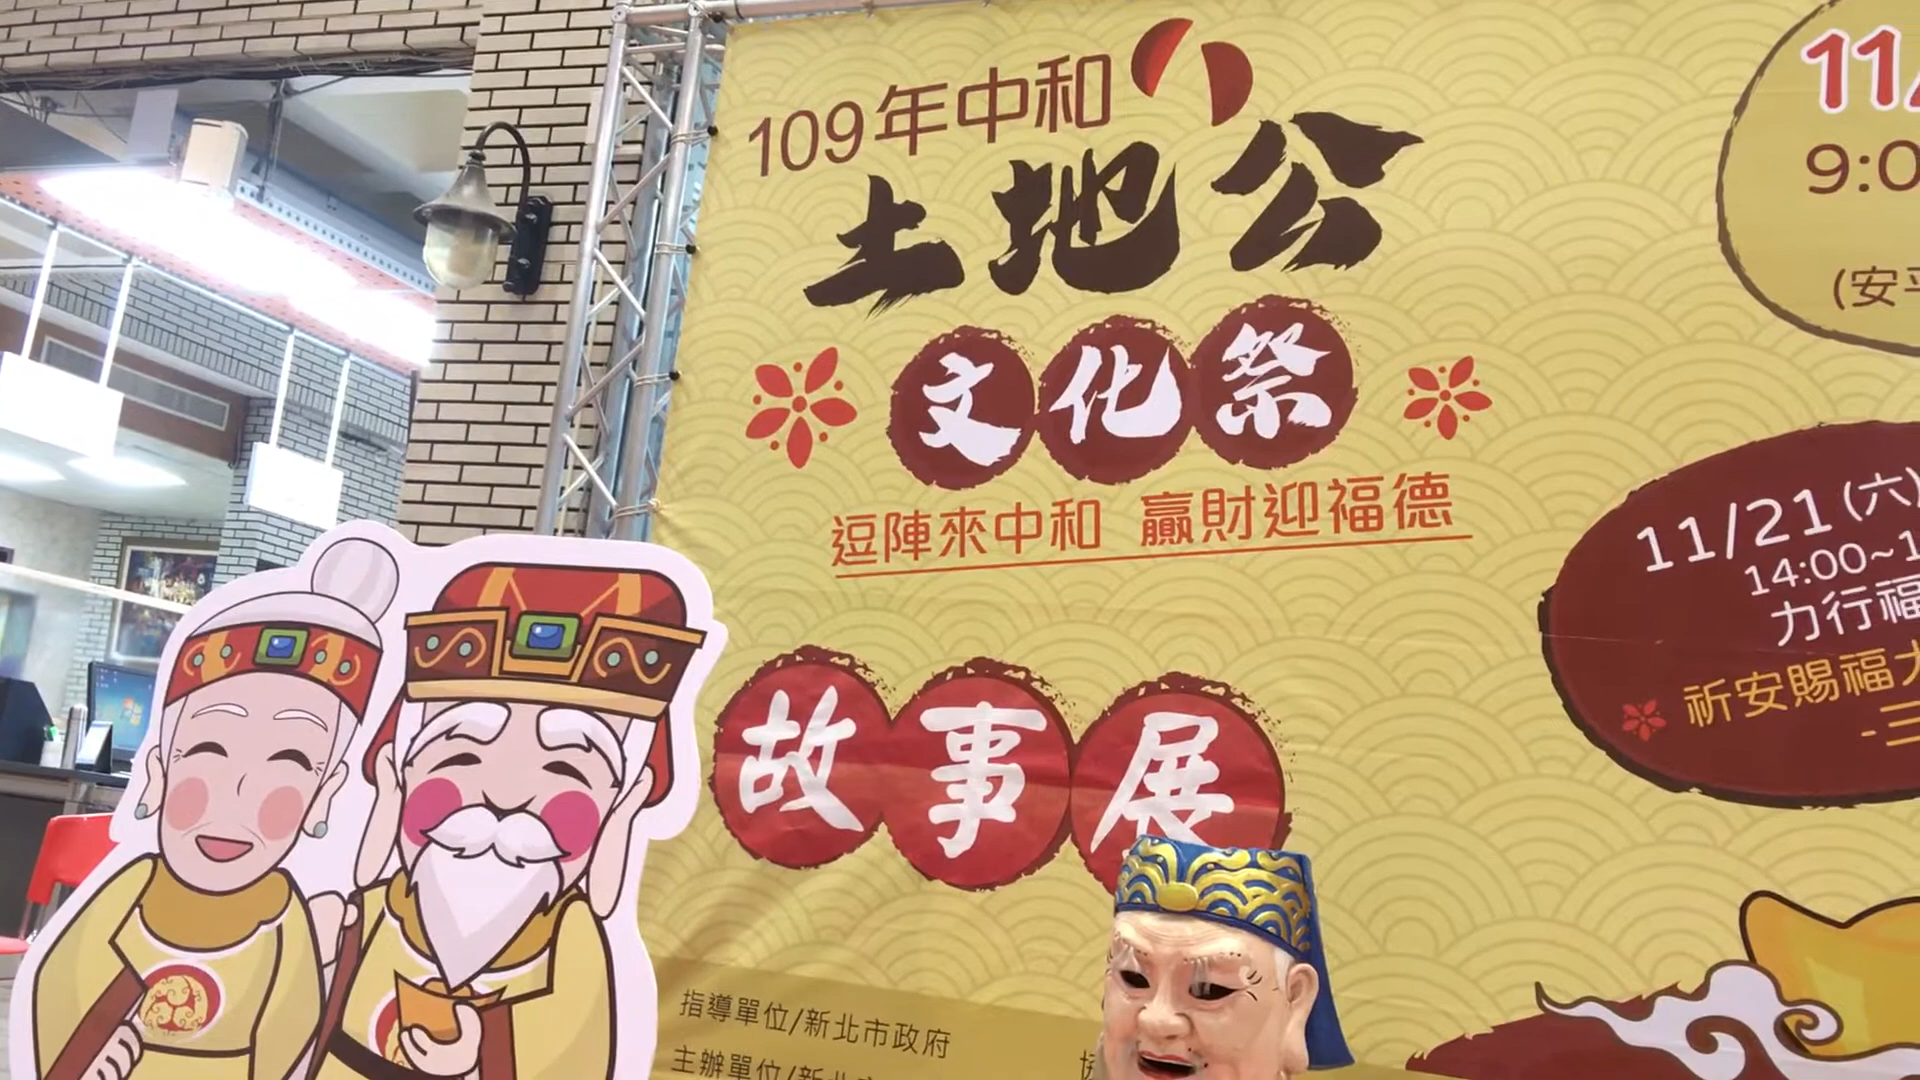 109年中和
土地公
文化祭
逗陣來中和 贏財迎福德
故事展
指導單位/新北市政府
主辦單位/新北
11/
9:0
(安平
11/21(六)
14:00~1
力行福
祈安賜福
-三